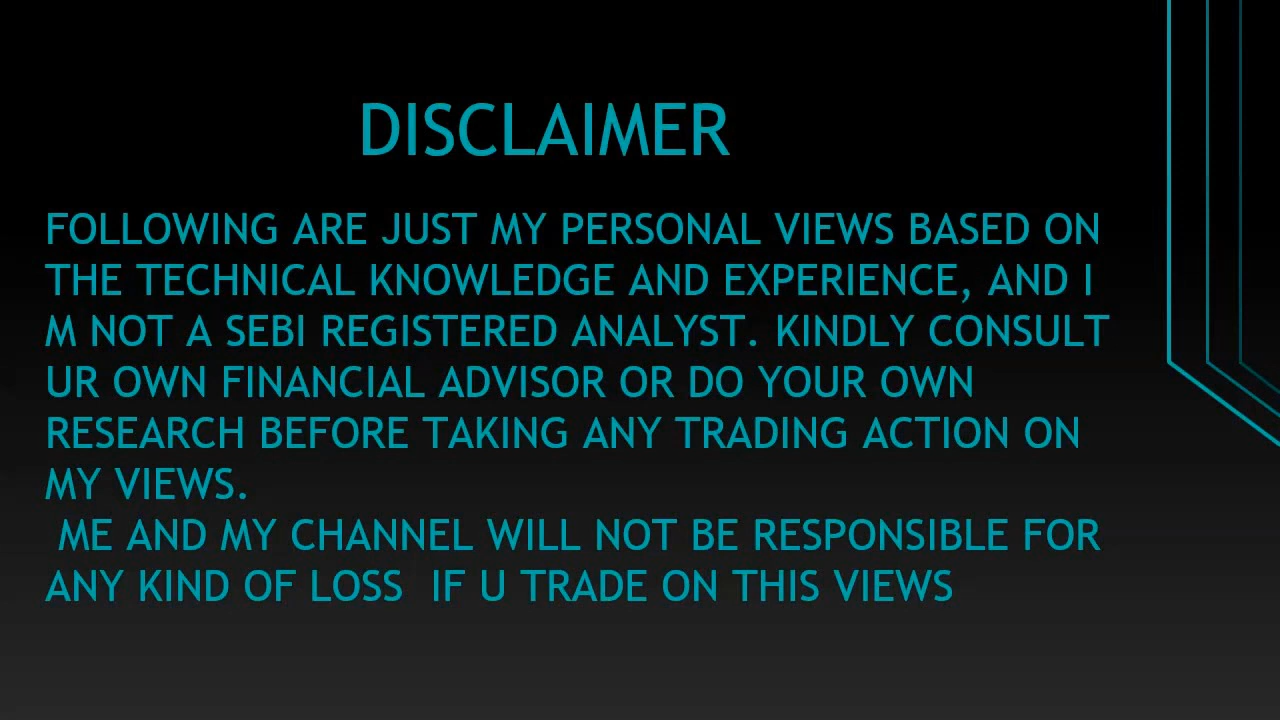 DISCLAIMER
FOLLOWING ARE JUST MY PERSONAL VIEWS BASED ON
THE TECHNICAL KNOWLEDGE AND EXPERIENCE, AND I
M NOT A SEBI REGISTERED ANALYST. KINDLY CONSULT
UR OWN FINANCIAL ADVISOR OR DO YOUR OWN
RESEARCH BEFORE TAKING ANY TRADING ACTION ON
MY VIEWS.
ME AND MY CHANNEL WILL NOT BE RESPONSIBLE FOR
ANY KIND OF LOSS  IF U TRADE ON THIS VIEWS